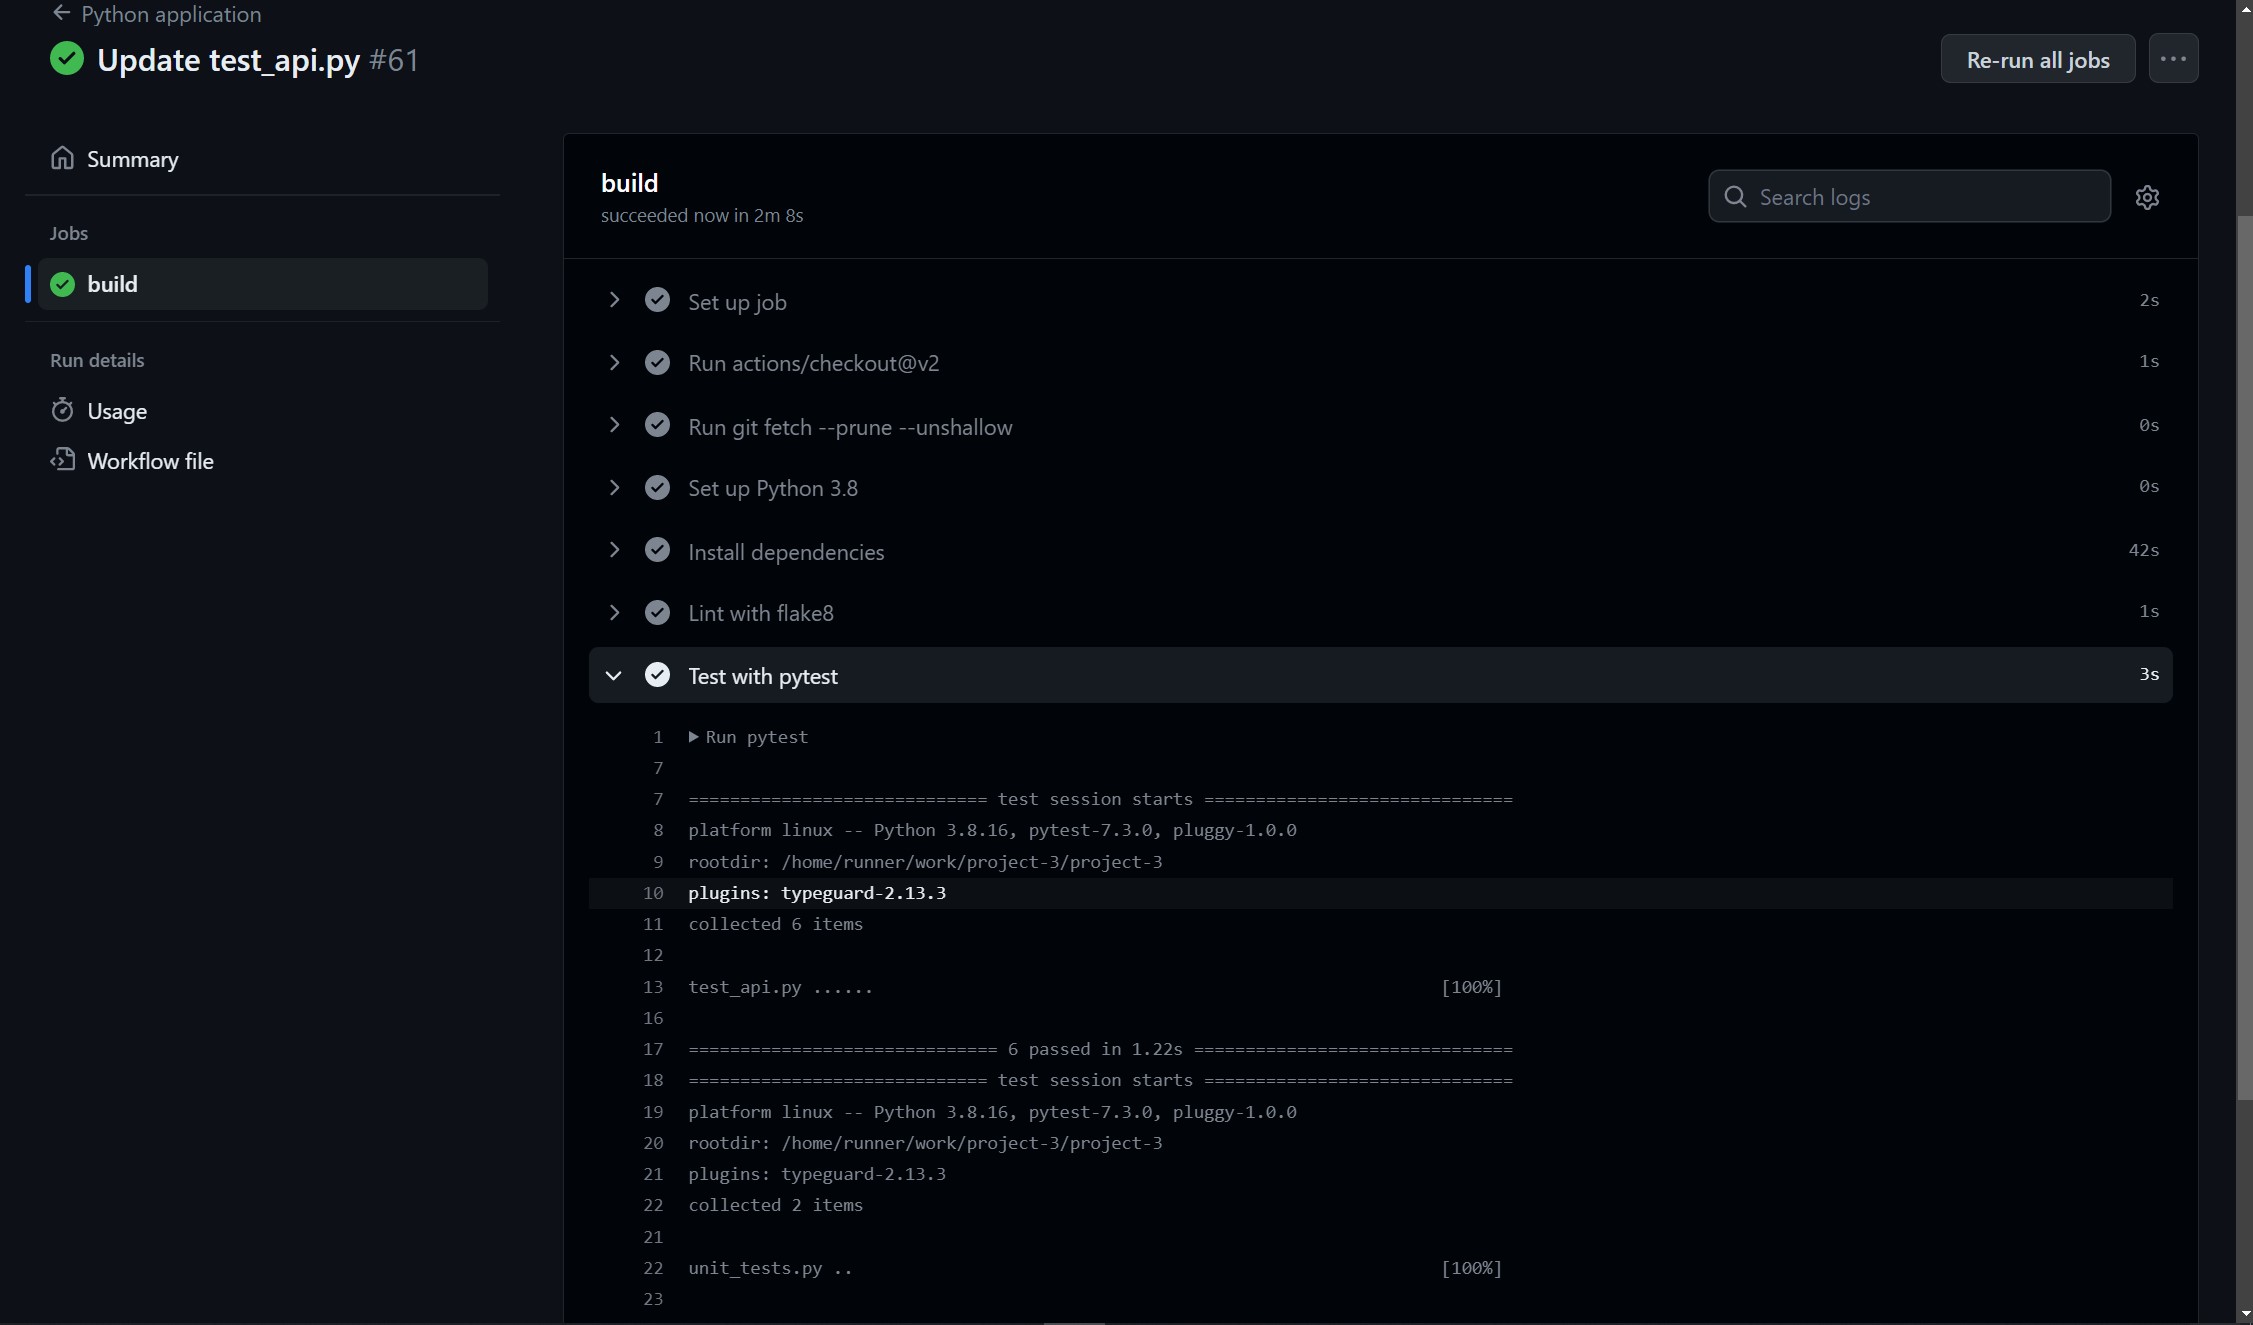 Python application
Update test_api.py #61
Re-run all jobs
Summary
Jobs
build
Run details
Usage
Workflow file
build
succeeded now in 2m 8s
Search logs
Set up job 2s
Run actions/checkout@v2 1s
Run git fetch --prune --unshallow 0s
Set up Python 3.8 0s
Install dependencies 42s
Lint with flake8 1s
Test with pytest 3s
1 Run pytest
7
7 ============================= test session starts ==============================
8 platform linux -- Python 3.8.16, pytest-7.3.0, pluggy-1.0.0
9 rootdir: /home/runner/work/project-3/project-3
10 plugins: typeguard-2.13.3
11 collected 6 items
12
13 test_api.py ...... [100%]
16
17 ============================== 6 passed in 1.22s ===============================
18 ============================= test session starts ==============================
19 platform linux -- Python 3.8.16, pytest-7.3.0, pluggy-1.0.0
20 rootdir: /home/runner/work/project-3/project-3
21 plugins: typeguard-2.13.3
22 collected 2 items
21
22 unit_tests.py .. [100%]
23